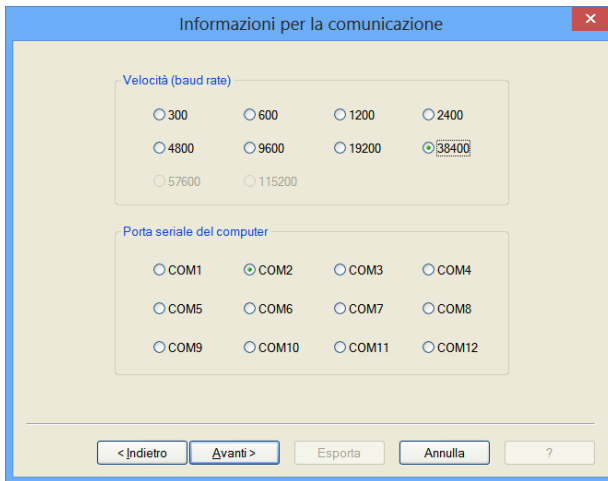 Informazioni per la comunicazione
Velocità (baud rate)
300 600 1200 2400
4800 9600 19200 38400
57600 115200
Porta seriale del computer
COM1 COM2 COM3 COM4
COM5 COM6 COM7 COM8
COM9 COM10 COM11 COM12
< Indietro Avanti > Esporta Annulla ?